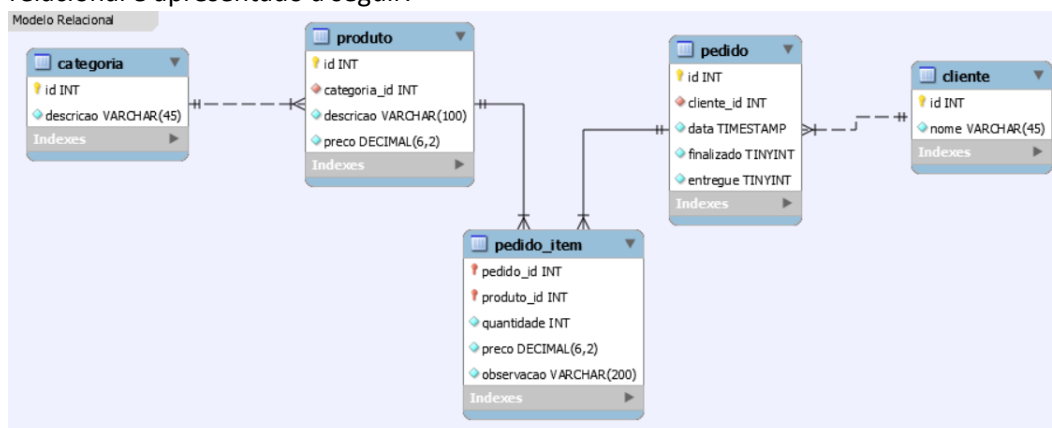 relacional é apresentado a seguir:
Modelo Relacional
categoria
id INT
descricao VARCHAR(45)
Indexes
produto
id INT
categoria_id INT
descricao VARCHAR(100)
preco DECIMAL(6,2)
Indexes
pedido
id INT
cliente_id INT
data TIMESTAMP
finalizado TINYINT
entregue TINYINT
Indexes
cliente
id INT
nome VARCHAR(45)
Indexes
pedido_item
pedido_id INT
produto_id INT
quantidade INT
preco DECIMAL(6,2)
observacao VARCHAR(200)
Indexes